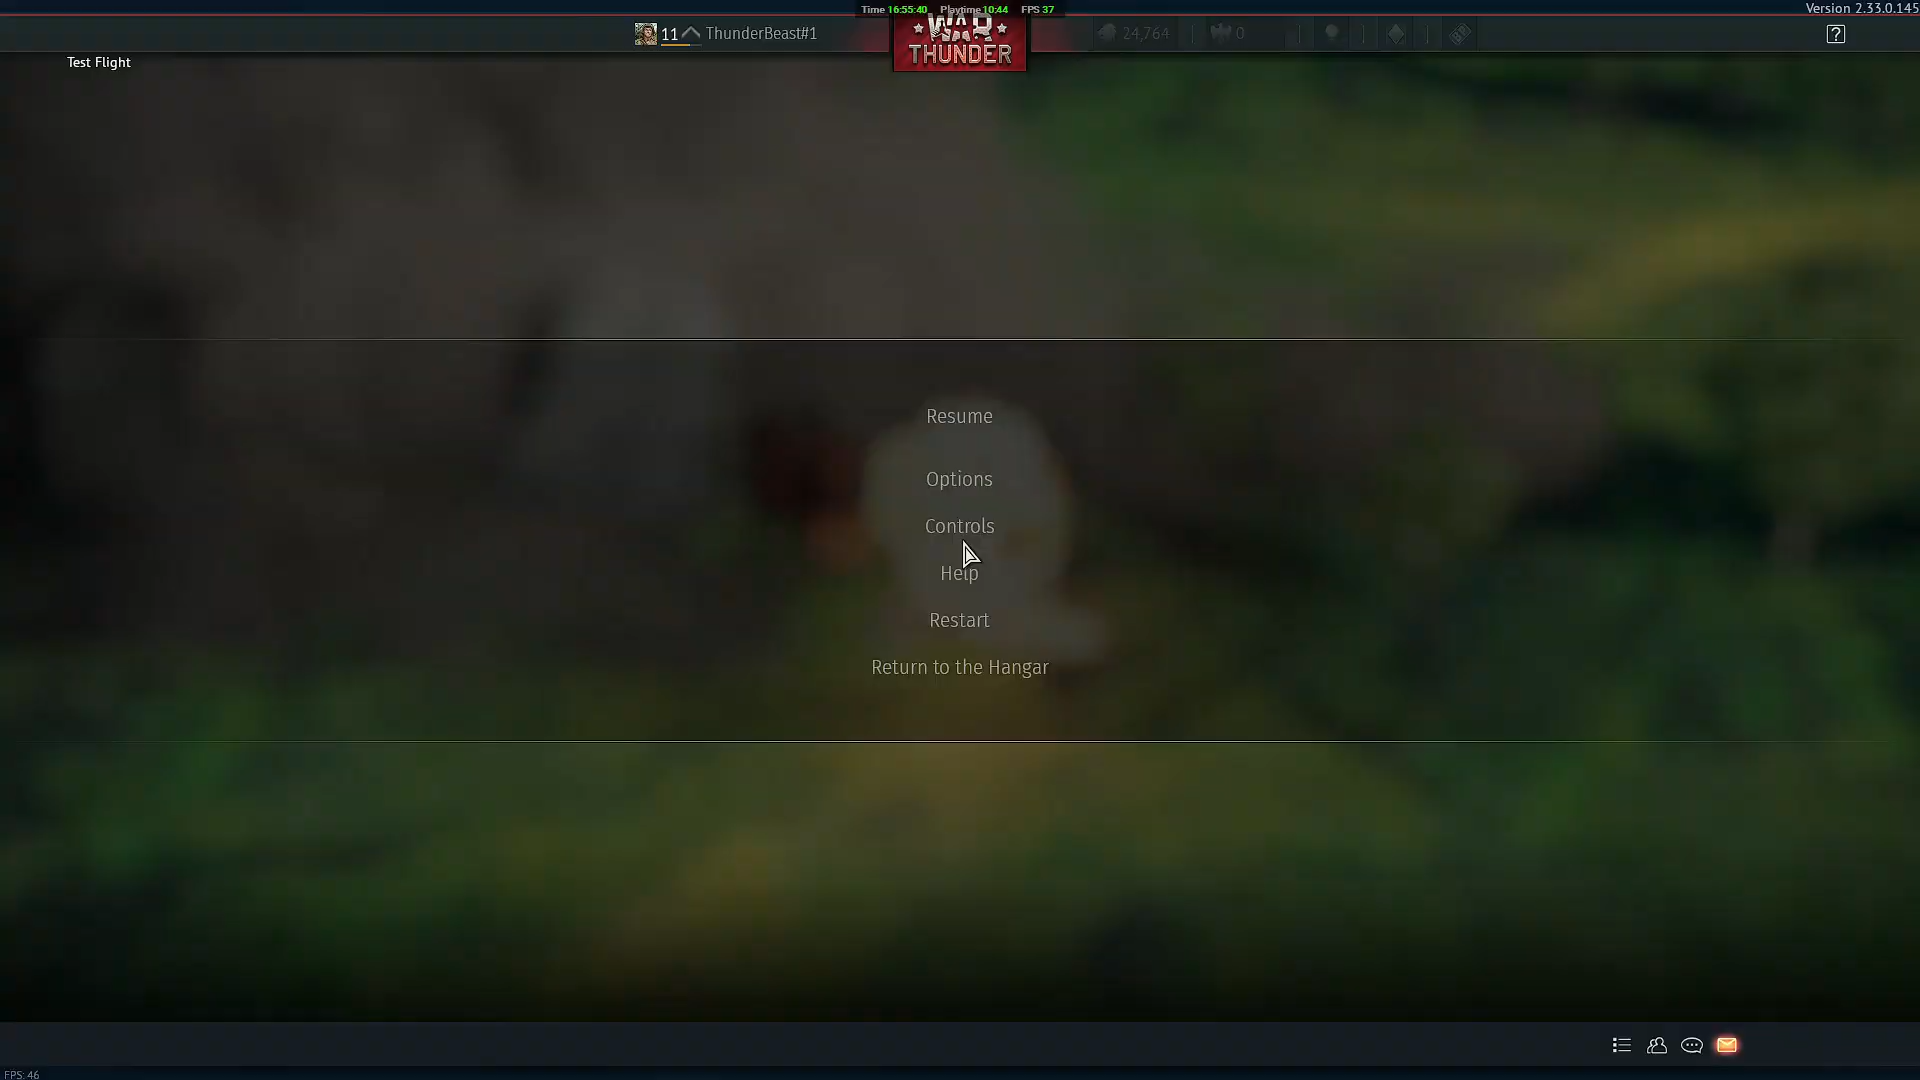 Time 16:55:40 Playtime 10:44 FPS 37
Version 2.33.0.145
11 ThunderBeast#1
WAR THUNDER
24,764
0
?
Test Flight
Resume
Options
Controls
Help
Restart
Return to the Hangar
FPS: 46